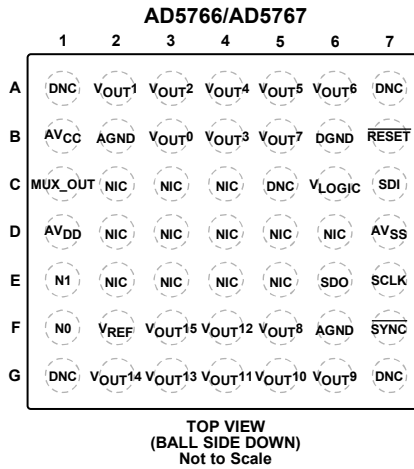 AD5766/AD5767
1 2 3 4 5 6 7
A DNC VOUT1 VOUT2 VOUT4 VOUT5 VOUT6 DNC
B AVCC AGND VOUT0 VOUT3 VOUT7 DGND RESET
C MUX_OUT NIC NIC NIC DNC VLOGIC SDI
D AVDD NIC NIC NIC NIC NIC AVSS
E N1 NIC NIC NIC NIC SDO SCLK
F N0 VREF VOUT15 VOUT12 VOUT8 AGND SYNC
G DNC VOUT14 VOUT13 VOUT11 VOUT10 VOUT9 DNC
TOP VIEW
(BALL SIDE DOWN)
Not to Scale